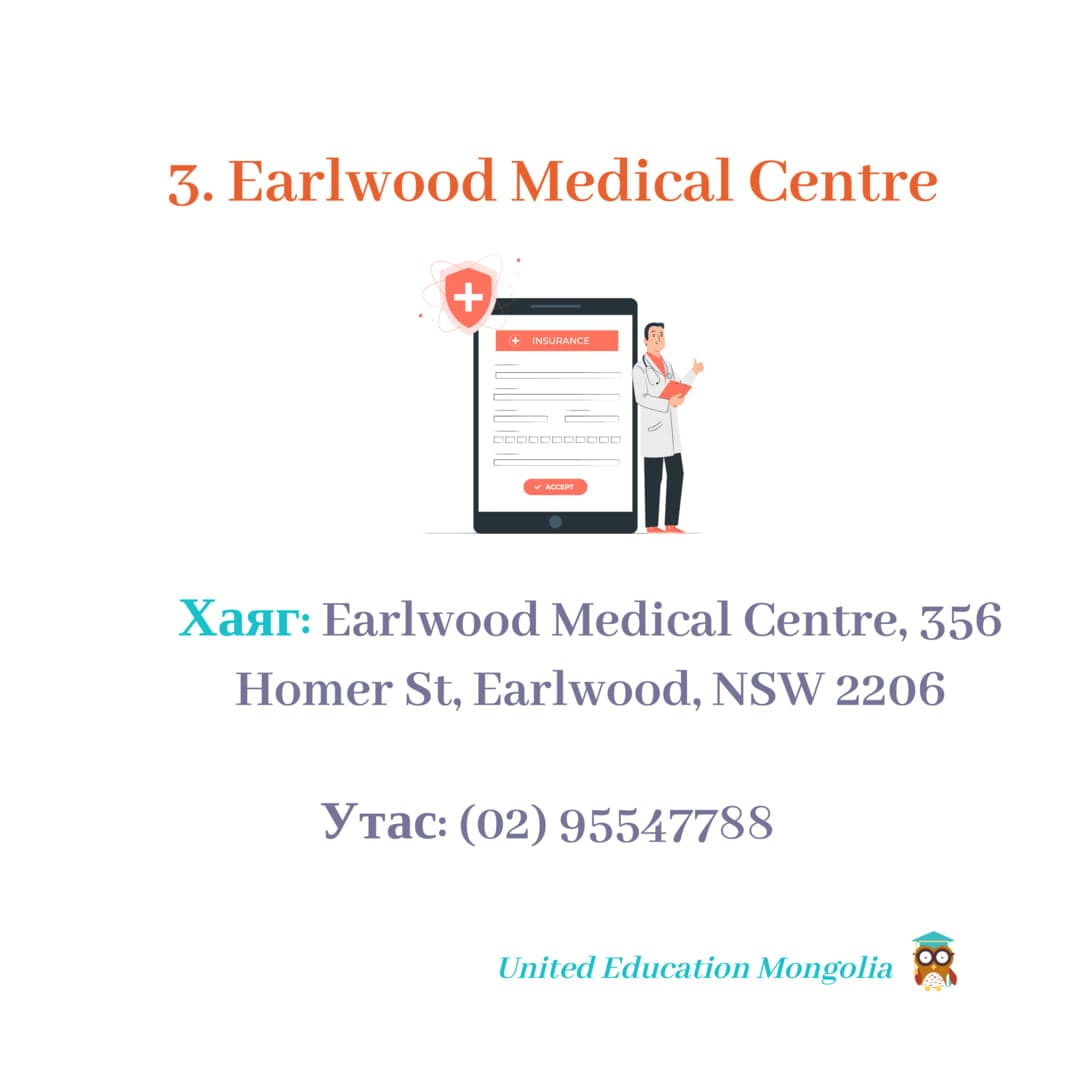 3. Earlwood Medical Centre
INSURANCE
ACCEPT
Хаяг: Earlwood Medical Centre, 356
Homer St, Earlwood, NSW 2206
Утас: (02) 95547788
United Education Mongolia